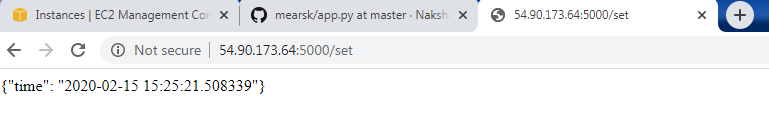 Instances | EC2 Management Con
mearsk/app.py at master · Naksh
54.90.173.64:5000/set
Not secure | 54.90.173.64:5000/set
{"time": "2020-02-15 15:25:21.508339"}